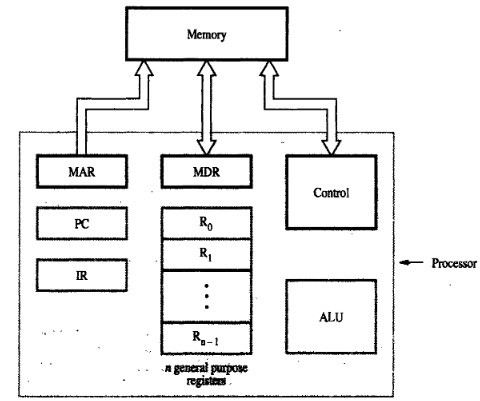 Memory
MAR
MDR
Control
PC
R0
R1
IR
Processor
ALU
Rn – 1
n general purpose
registers